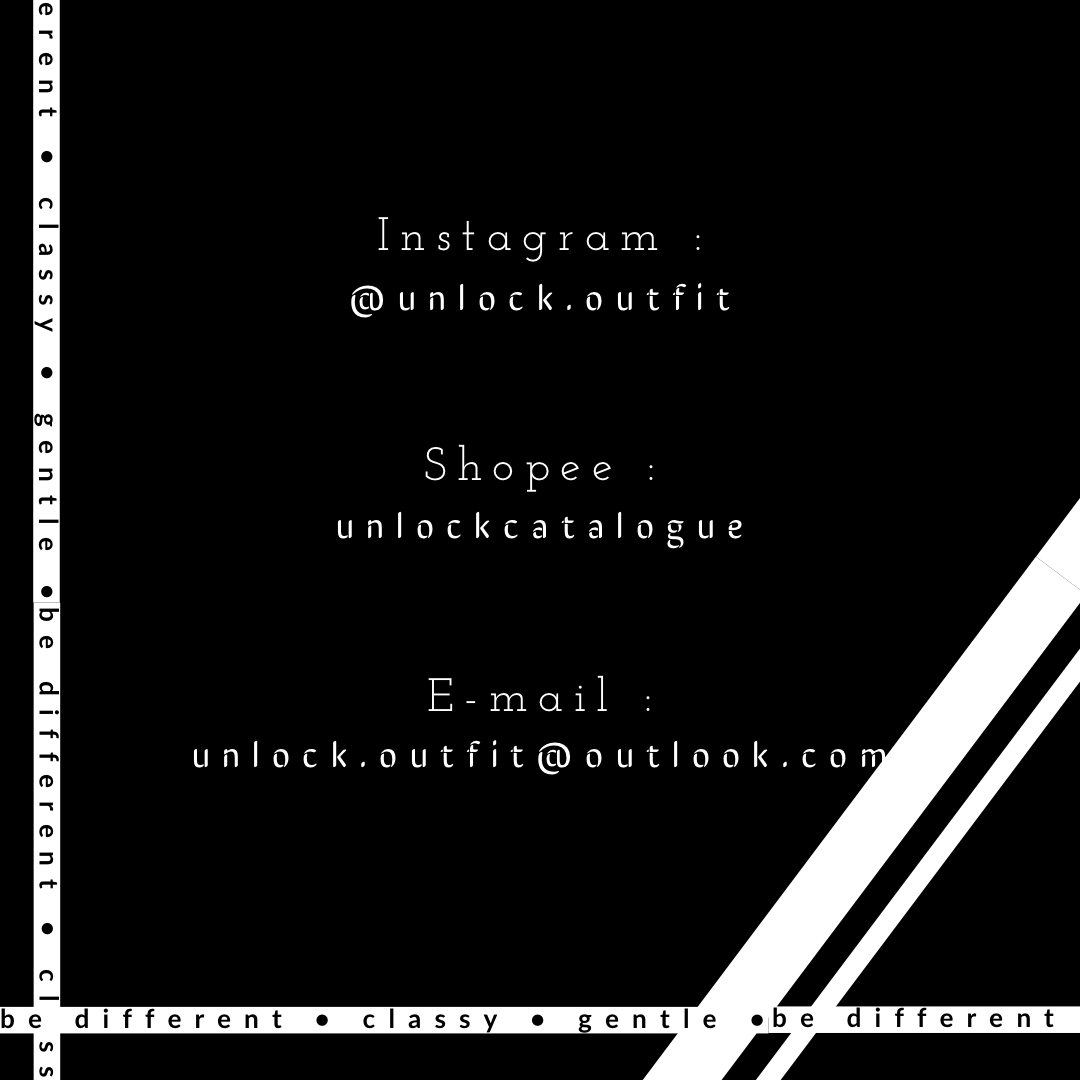 Instagram :
@unlock.outfit
Shopee :
unlockcatalogue
E-mail :
unlock.outfit@outlook.com
erent • classy • gentle •be different • cl
ss
be different • classy • gentle •be different